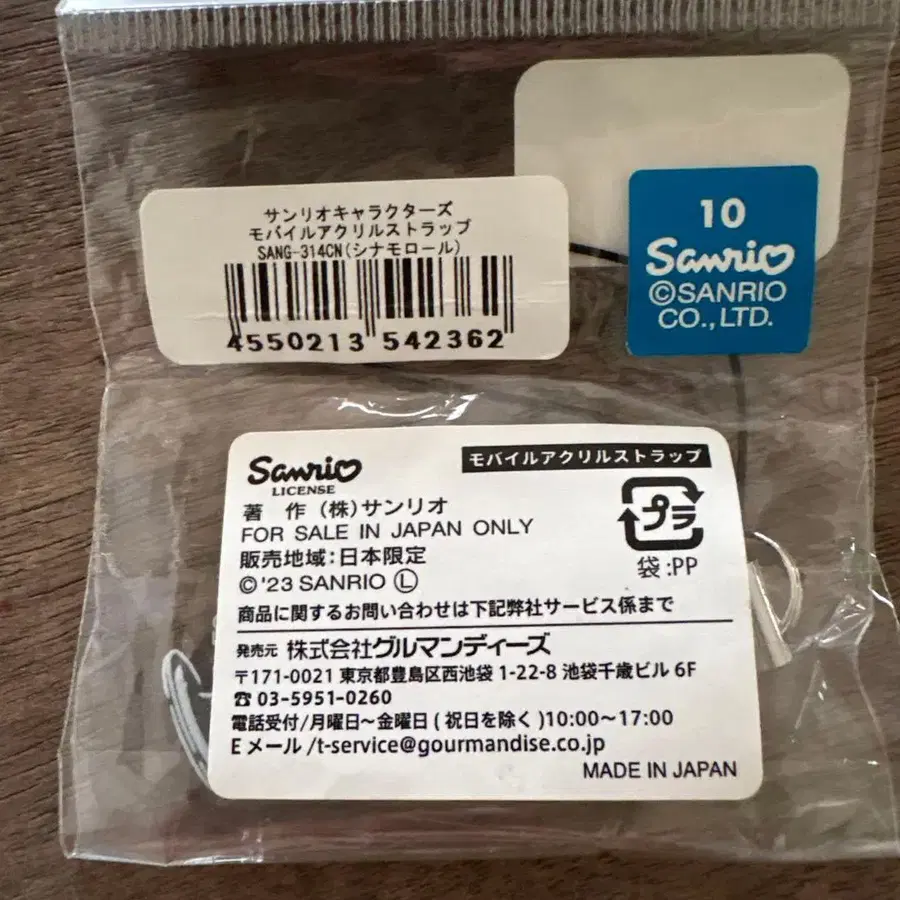 サンリオキャラクターズ
モバイルアクリルストラップ
SANG-314CN(シナモロール)
4550213 542362
10
Sanrio
©SANRIO
CO.,LTD.
Sanrio
LICENSE
モバイルアクリルストラップ
著 作 (株)サンリオ
FOR SALE IN JAPAN ONLY
販売地域:日本限定
©'23 SANRIO Ⓛ
プラ
袋:PP
商品に関するお問い合わせは下記弊社サービス係まで
発売元 株式会社グルマンディーズ
〒171-0021 東京都豊島区西池袋 1-22-8 池袋千歳ビル 6F
☎ 03-5951-0260
電話受付/月曜日～金曜日(祝日を除く)10:00～17:00
Eメール/t-service@gourmandise.co.jp
MADE IN JAPAN